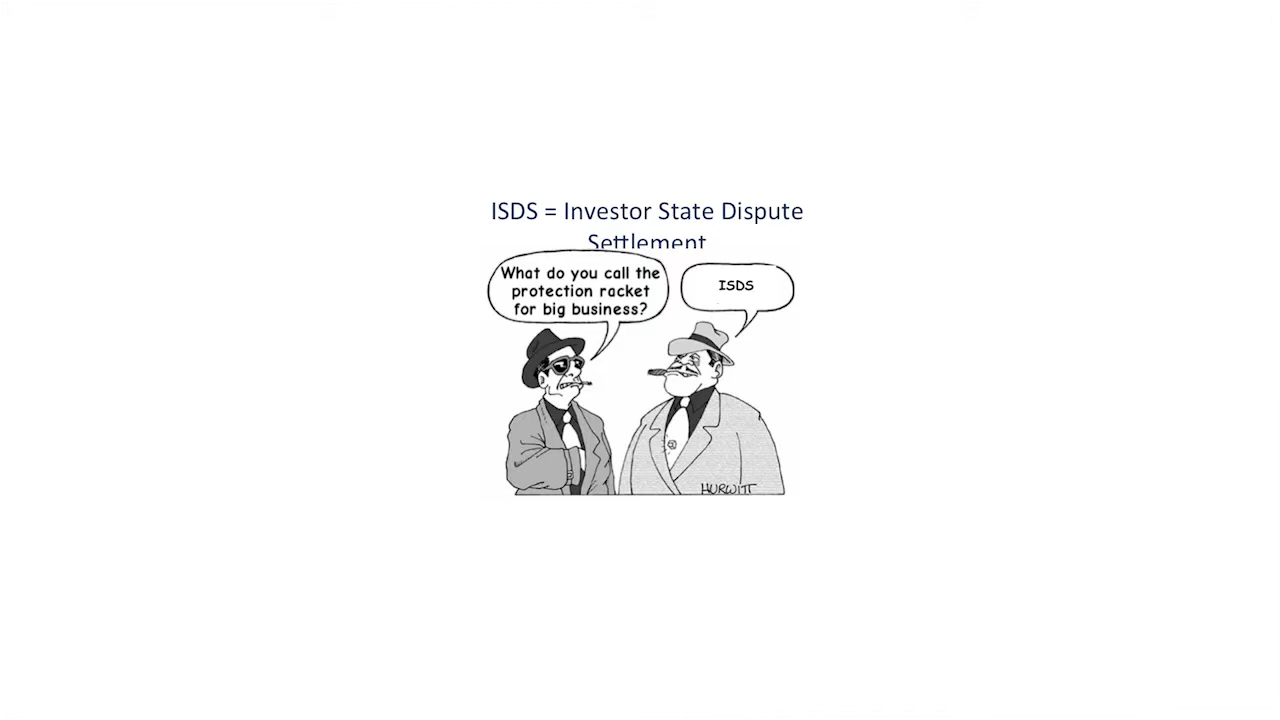 ISDS = Investor State Dispute
Settlement
What do you call the
protection racket
for big business?
ISDS
HURWITT